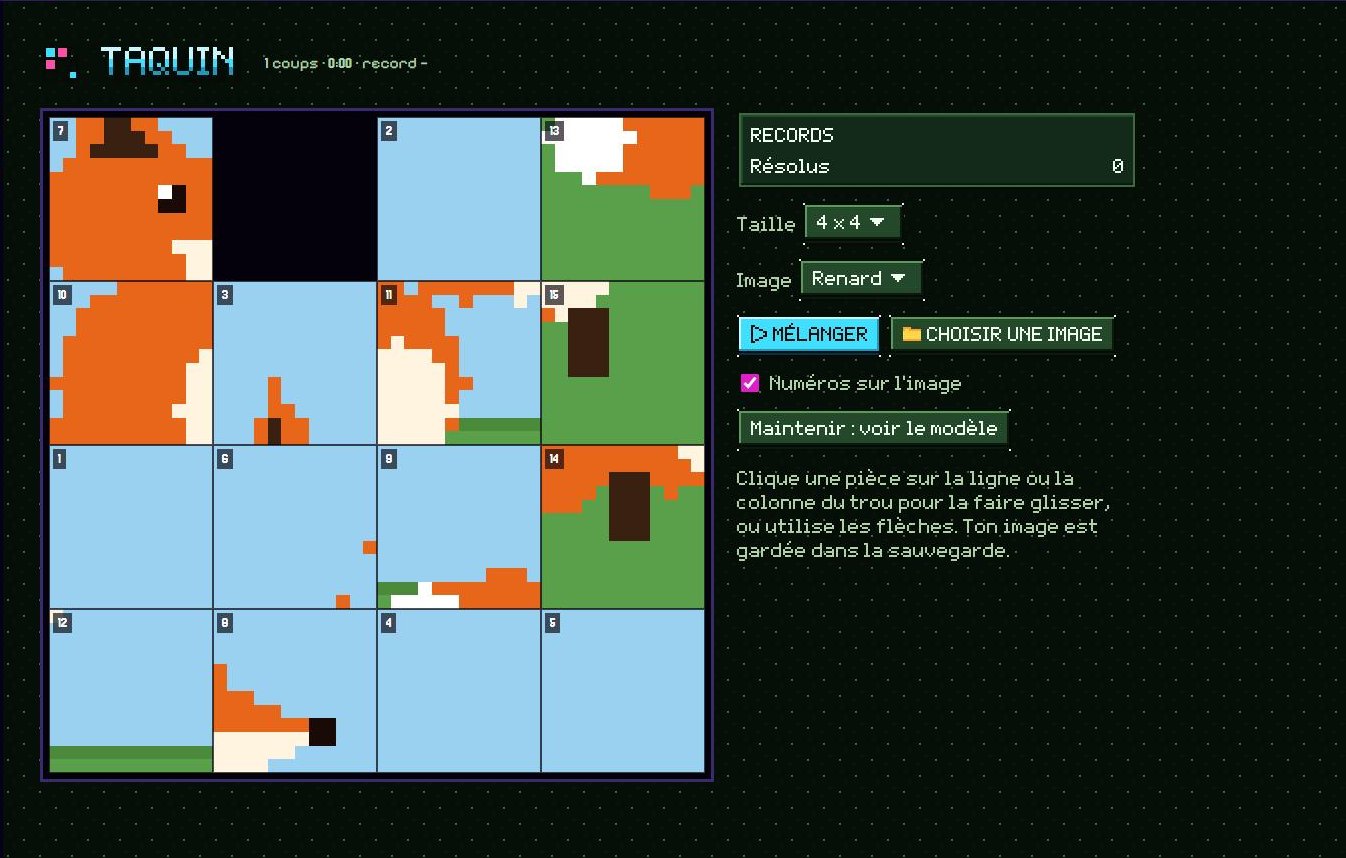 TAQUIN
1 coups · 0:00 · record -
7
2
13
10
3
11
15
1
6
9
14
12
8
4
5
RECORDS
Résolus 0
Taille 4 x 4
Image Renard
MÉLANGER
CHOISIR UNE IMAGE
Numéros sur l'image
Maintenir : voir le modèle
Clique une pièce sur la ligne ou la
colonne du trou pour la faire glisser,
ou utilise les flèches. Ton image est
gardée dans la sauvegarde.